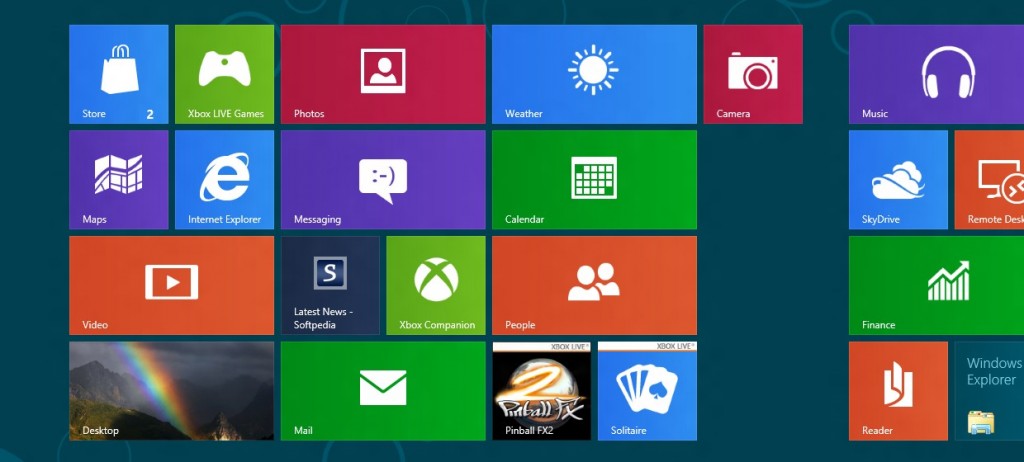 Store 2
Xbox LIVE Games
Photos
Weather
Camera
Music
Maps
Internet Explorer
:-)
Messaging
Calendar
SkyDrive
Remote Desk
Video
S
Latest News -
Softpedia
Xbox Companion
People
Finance
Desktop
Mail
XBOX LIVE
2
Pinball FX
Pinball FX2
XBOX LIVE
Solitaire
Reader
Windows
Explorer